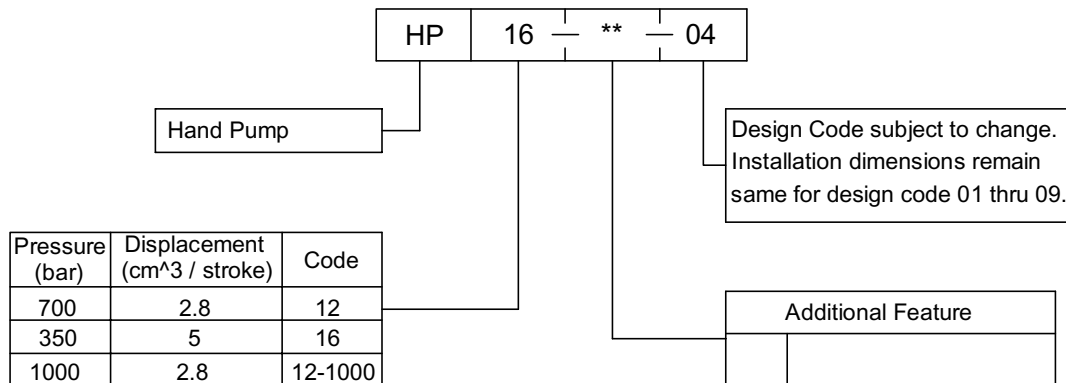 HP 16 — ** — 04
Hand Pump
Design Code subject to change.
Installation dimensions remain
same for design code 01 thru 09.
Pressure (bar) Displacement (cm^3 / stroke) Code
700 2.8 12
350 5 16
1000 2.8 12-1000
Additional Feature